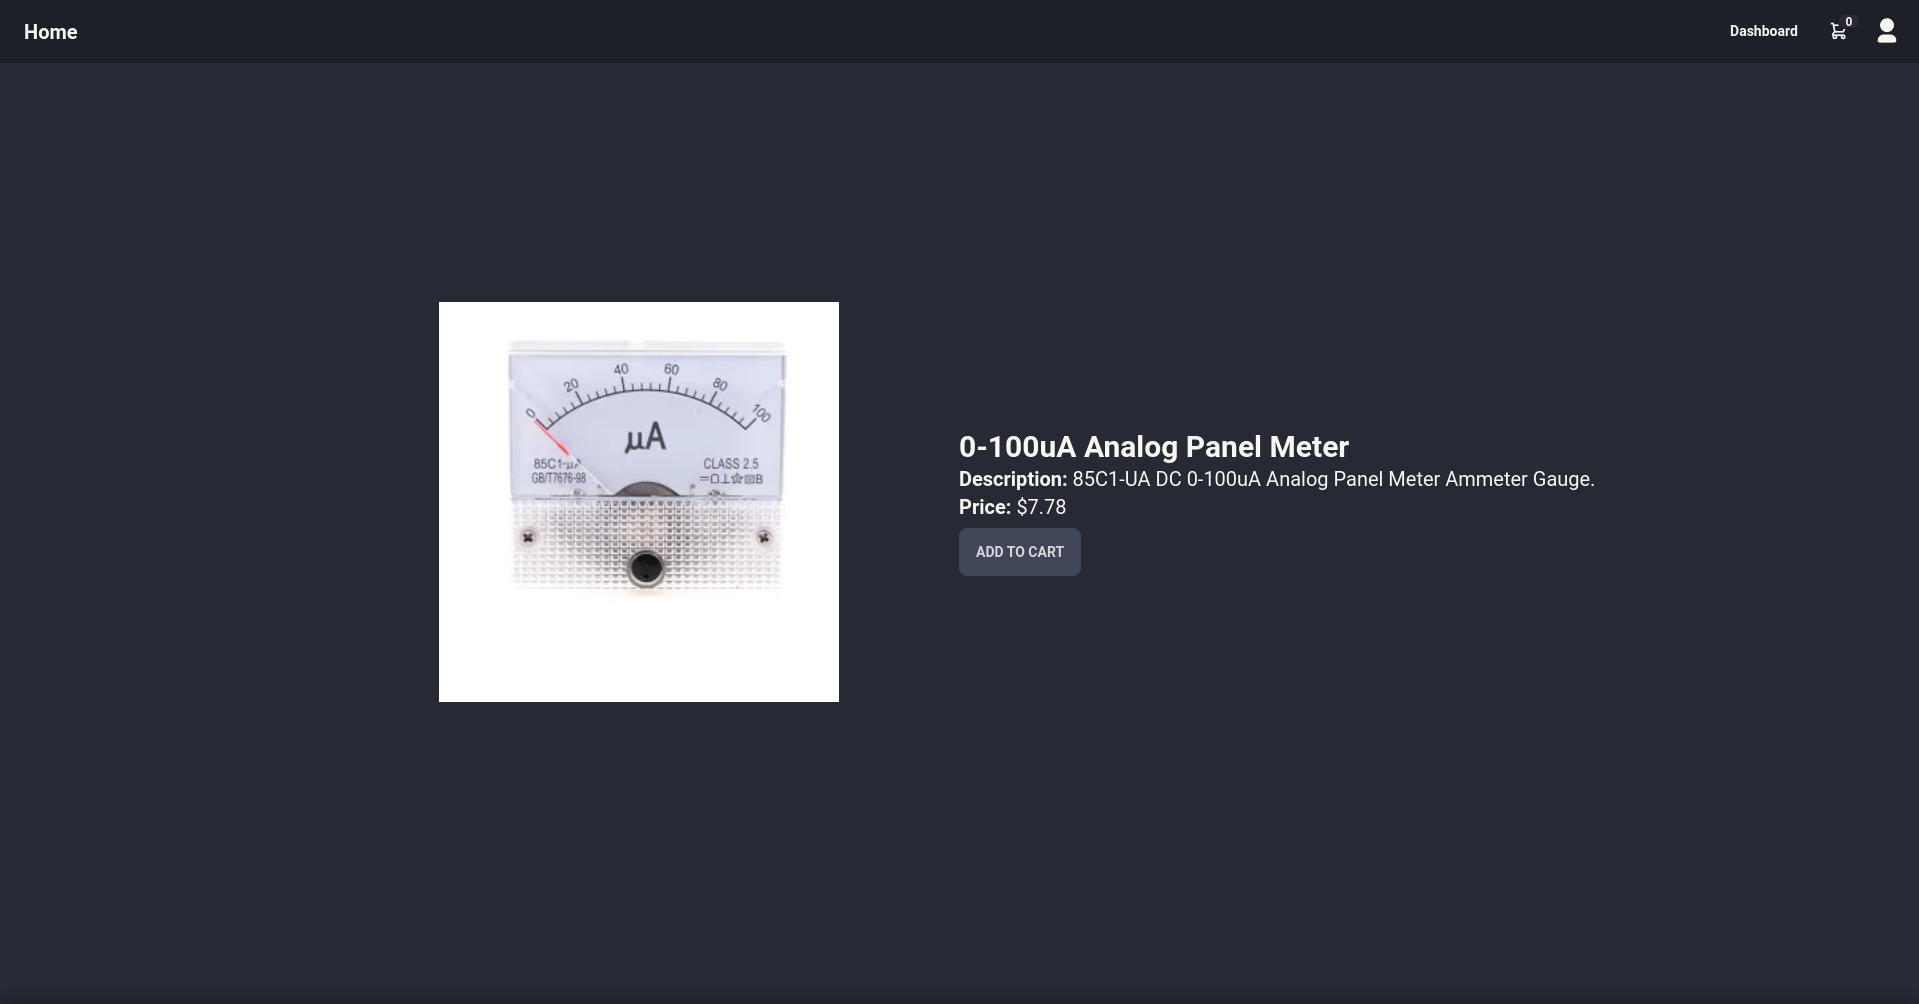 Home
Dashboard
0
0
20
40
60
80
100
µA
85C1-µA
GB/T7676-98
CLASS 2.5
0-100uA Analog Panel Meter
Description: 85C1-UA DC 0-100uA Analog Panel Meter Ammeter Gauge.
Price: $7.78
ADD TO CART